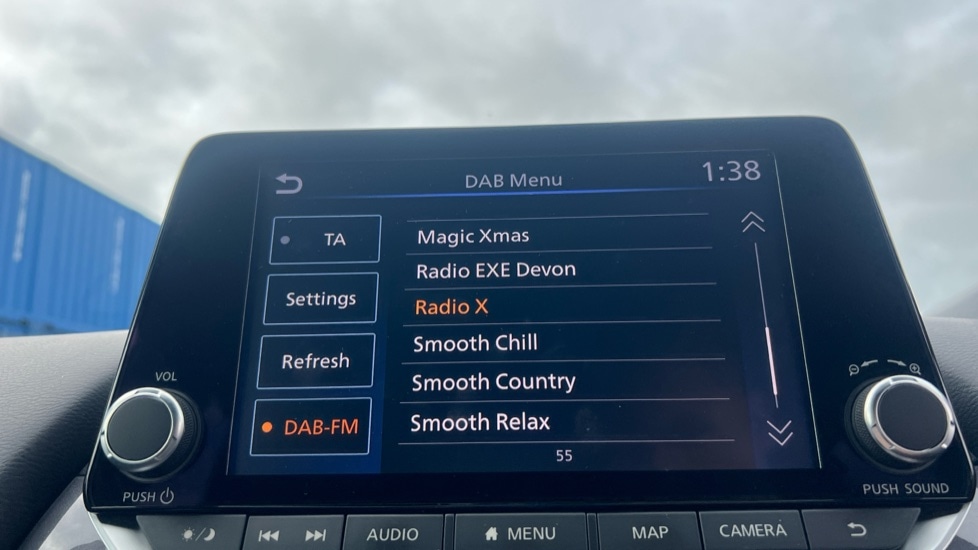 DAB Menu
1:38
TA
Settings
Refresh
DAB-FM
Magic Xmas
Radio EXE Devon
Radio X
Smooth Chill
Smooth Country
Smooth Relax
55
VOL
PUSH
PUSH SOUND
AUDIO
MENU
MAP
CAMERA